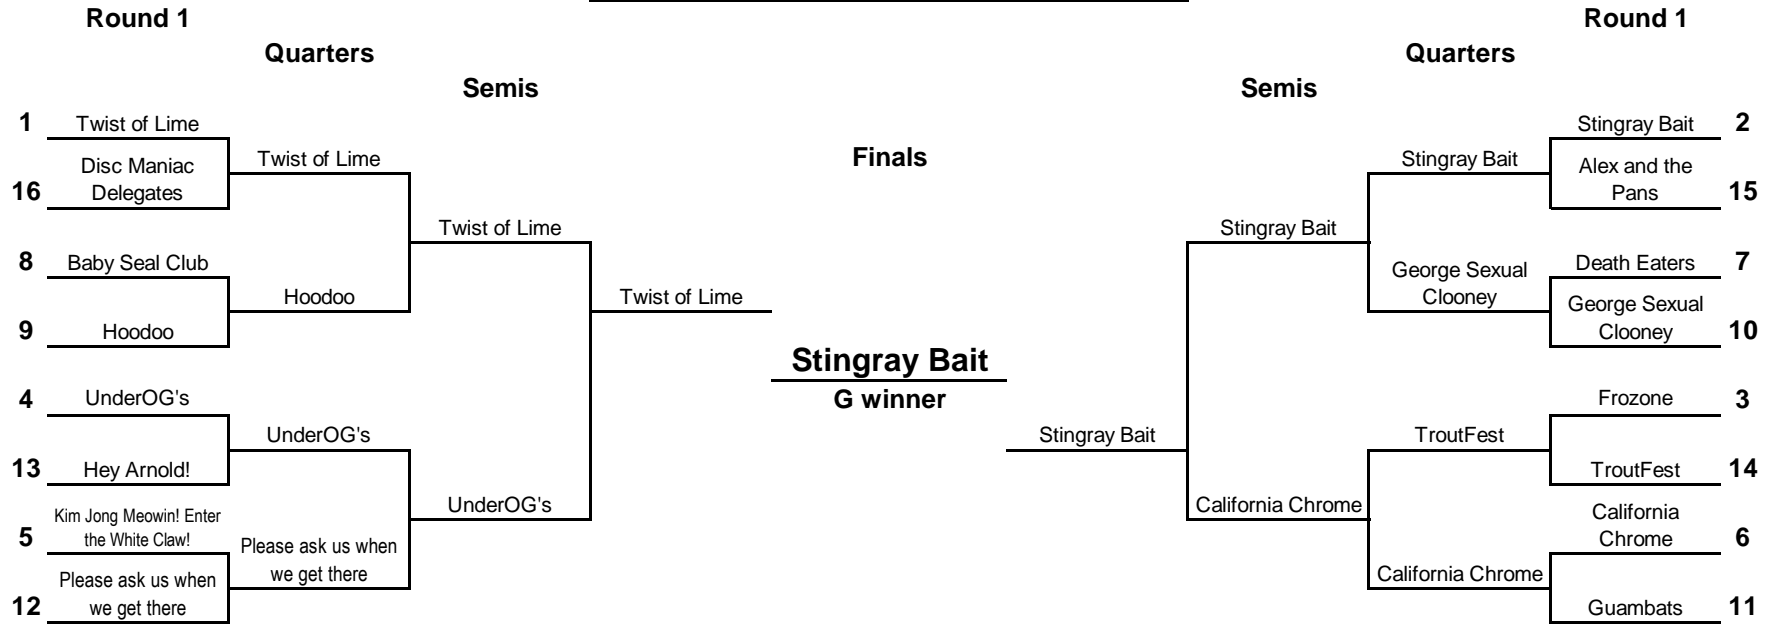 Round 1
Round 1
Quarters
Quarters
Semis
Semis
1 Twist of Lime
Stingray Bait 2
Twist of Lime
Finals
Stingray Bait
Disc Maniac
16 Delegates
Alex and the
Pans 15
Twist of Lime
Stingray Bait
8 Baby Seal Club
George Sexual
Clooney
Death Eaters 7
Hoodoo
Twist of Lime
George Sexual
Clooney 10
9 Hoodoo
Stingray Bait
G winner
4 UnderOG's
Frozone 3
UnderOG's
Stingray Bait
TroutFest
13 Hey Arnold!
TroutFest 14
UnderOG's
California Chrome
Kim Jong Meowin! Enter
5 the White Claw!
California
Chrome 6
Please ask us when
we get there
California Chrome
Please ask us when
12 we get there
Guambats 11